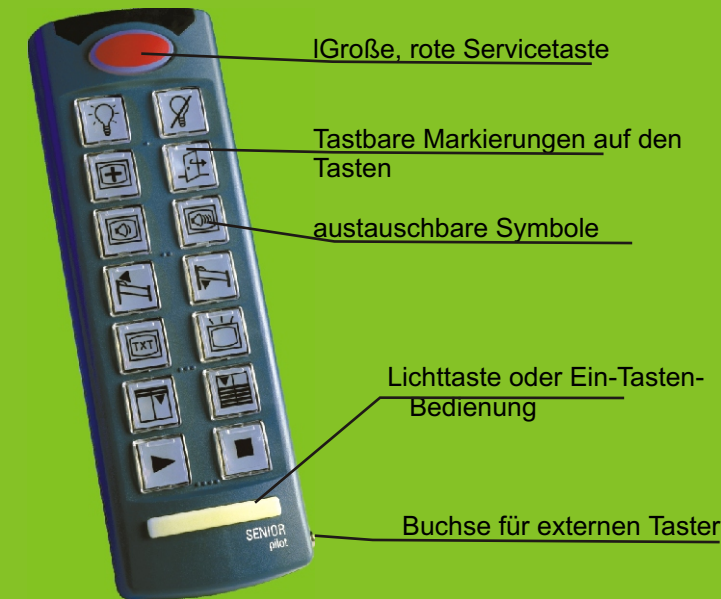 lGroße, rote Servicetaste
Tastbare Markierungen auf den
Tasten
austauschbare Symbole
TXT
Lichttaste oder Ein-Tasten-
Bedienung
SENIOR
pilot
Buchse für externen Taster